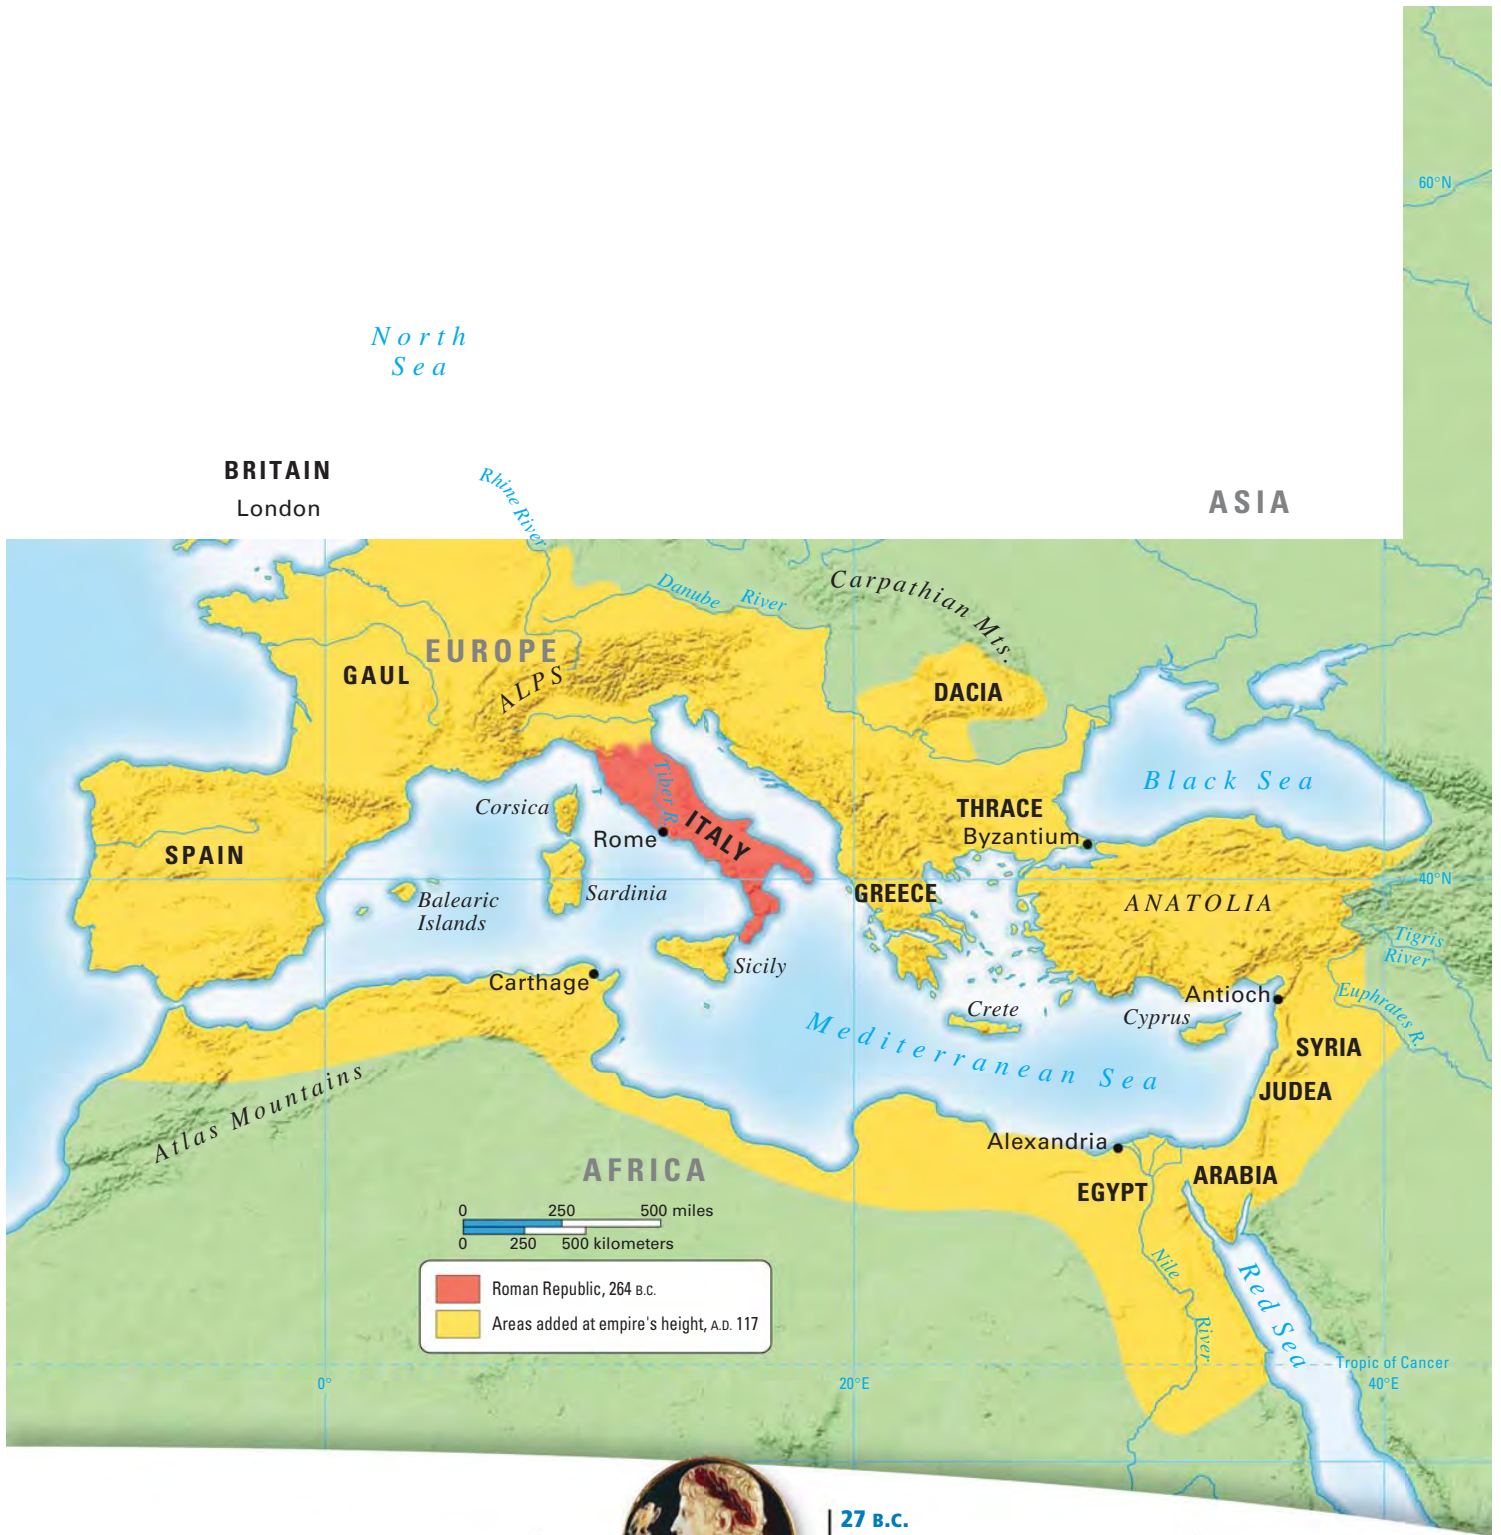 60°N
North
Sea
BRITAIN
London
Rhine River
ASIA
Carpathian Mts.
Danube River
EUROPE
GAUL
ALPS
DACIA
Tiber R.
Black Sea
Corsica
THRACE
Rome
ITALY
Byzantium
SPAIN
40°N
Balearic
Islands
Sardinia
GREECE
ANATOLIA
Tigris
River
Sicily
Carthage
Antioch
Euphrates R.
Crete
Cyprus
Mediterranean Sea
SYRIA
JUDEA
Atlas Mountains
Alexandria
AFRICA
ARABIA
EGYPT
0 250 500 miles
0 250 500 kilometers
Nile River
Red Sea
Roman Republic, 264 B.C.
Areas added at empire's height, A.D. 117
Tropic of Cancer
0°
20°E
40°E
27 B.C.